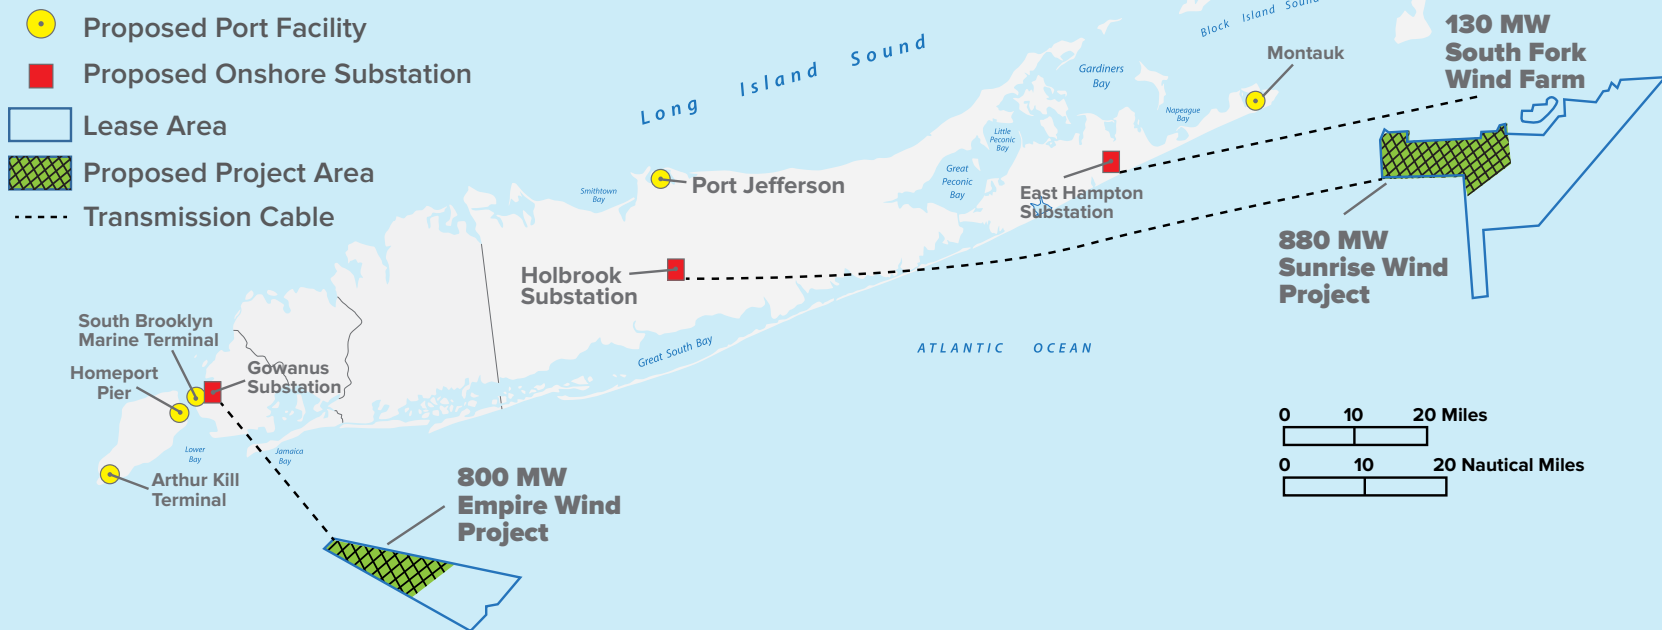 Proposed Port Facility
Proposed Onshore Substation
Lease Area
Proposed Project Area
Transmission Cable
Long Island Sound
Block Island Sound
130 MW
South Fork
Wind Farm
Montauk
Gardiners
Bay
Napeague
Bay
Little
Peconic
Bay
Great
Peconic
Bay
Smithtown
Bay
Port Jefferson
East Hampton
Substation
880 MW
Sunrise Wind
Project
Holbrook
Substation
South Brooklyn
Marine Terminal
Homeport
Pier
Gowanus
Substation
Great South Bay
ATLANTIC OCEAN
Lower
Bay
Jamaica
Bay
Arthur Kill
Terminal
800 MW
Empire Wind
Project
0 10 20 Miles
0 10 20 Nautical Miles